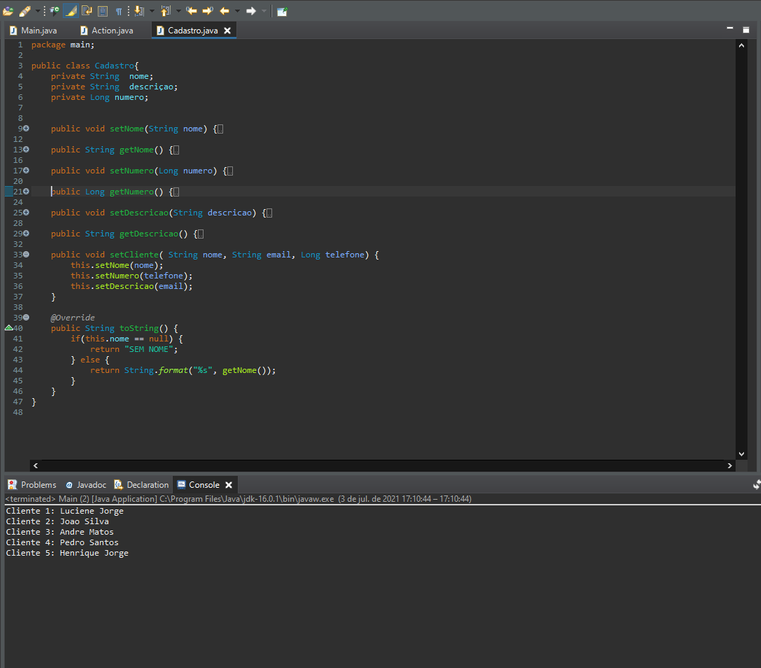 Main.java Action.java Cadastro.java
1 package main;
2
3 public class Cadastro{
4 private String nome;
5 private String descriçao;
6 private Long numero;
7
8
9 public void setNome(String nome) {
12
13 public String getNome() {
16
17 public void setNumero(Long numero) {
20
21 public Long getNumero() {
24
25 public void setDescricao(String descricao) {
28
29 public String getDescricao() {
32
33 public void setCliente( String nome, String email, Long telefone) {
34 this.setNome(nome);
35 this.setNumero(telefone);
36 this.setDescricao(email);
37 }
38
39 @Override
40 public String toString() {
41 if(this.nome == null) {
42 return "SEM NOME";
43 } else {
44 return String.format("%s", getNome());
45 }
46 }
47 }
48
Problems Javadoc Declaration Console
<terminated> Main (2) [Java Application] C:\Program Files\Java\jdk-16.0.1\bin\javaw.exe (3 de jul. de 2021 17:10:44 – 17:10:44)
Cliente 1: Luciene Jorge
Cliente 2: Joao Silva
Cliente 3: Andre Matos
Cliente 4: Pedro Santos
Cliente 5: Henrique Jorge